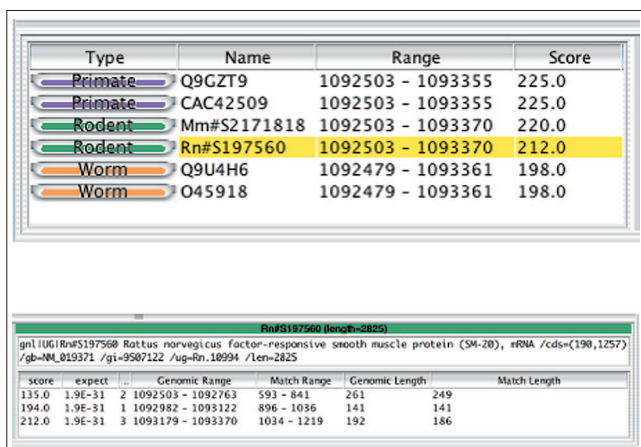 Type Name Range Score
Primate Q9GZT9 1092503 - 1093355 225.0
Primate CAC42509 1092503 - 1093355 225.0
Rodent Mm#S2171818 1092503 - 1093370 220.0
Rodent Rn#S197560 1092503 - 1093370 212.0
Worm Q9U4H6 1092479 - 1093361 198.0
Worm O45918 1092479 - 1093361 198.0
Rn#S197560 (length=2825)
gnl|UG|Rn#S197560 Rattus norvegicus factor-responsive smooth muscle protein (SM-20), mRNA /cds=(190,1257)
/gb=NM_019371 /gi=9507122 /ug=Rn.10994 /len=2825
score expect ... Genomic Range Match Range Genomic Length Match Length
135.0 1.9E-31 2 1092503 - 1092763 593 - 841 261 249
194.0 1.9E-31 1 1092982 - 1093122 896 - 1036 141 141
212.0 1.9E-31 3 1093179 - 1093370 1034 - 1219 192 186